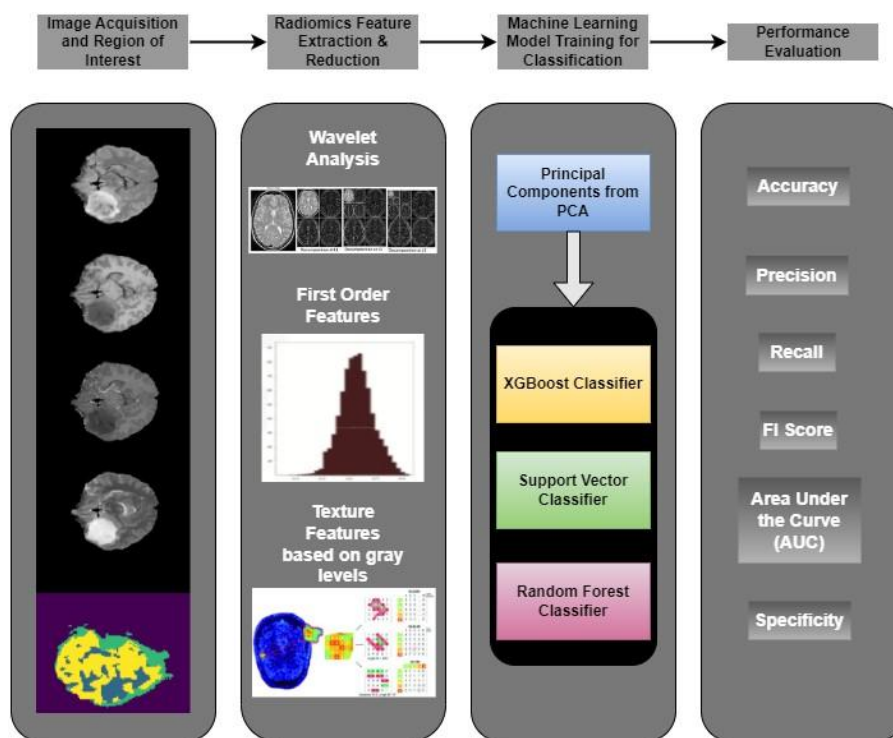 Image Acquisition
and Region of
Interest
Radiomics Feature
Extraction &
Reduction
Machine Learning
Model Training for
Classification
Performance
Evaluation
Wavelet
Analysis
First Order
Features
Texture
Features
based on gray
levels
Principal
Components from
PCA
XGBoost Classifier
Support Vector
Classifier
Random Forest
Classifier
Accuracy
Precision
Recall
FI Score
Area Under
the Curve
(AUC)
Specificity